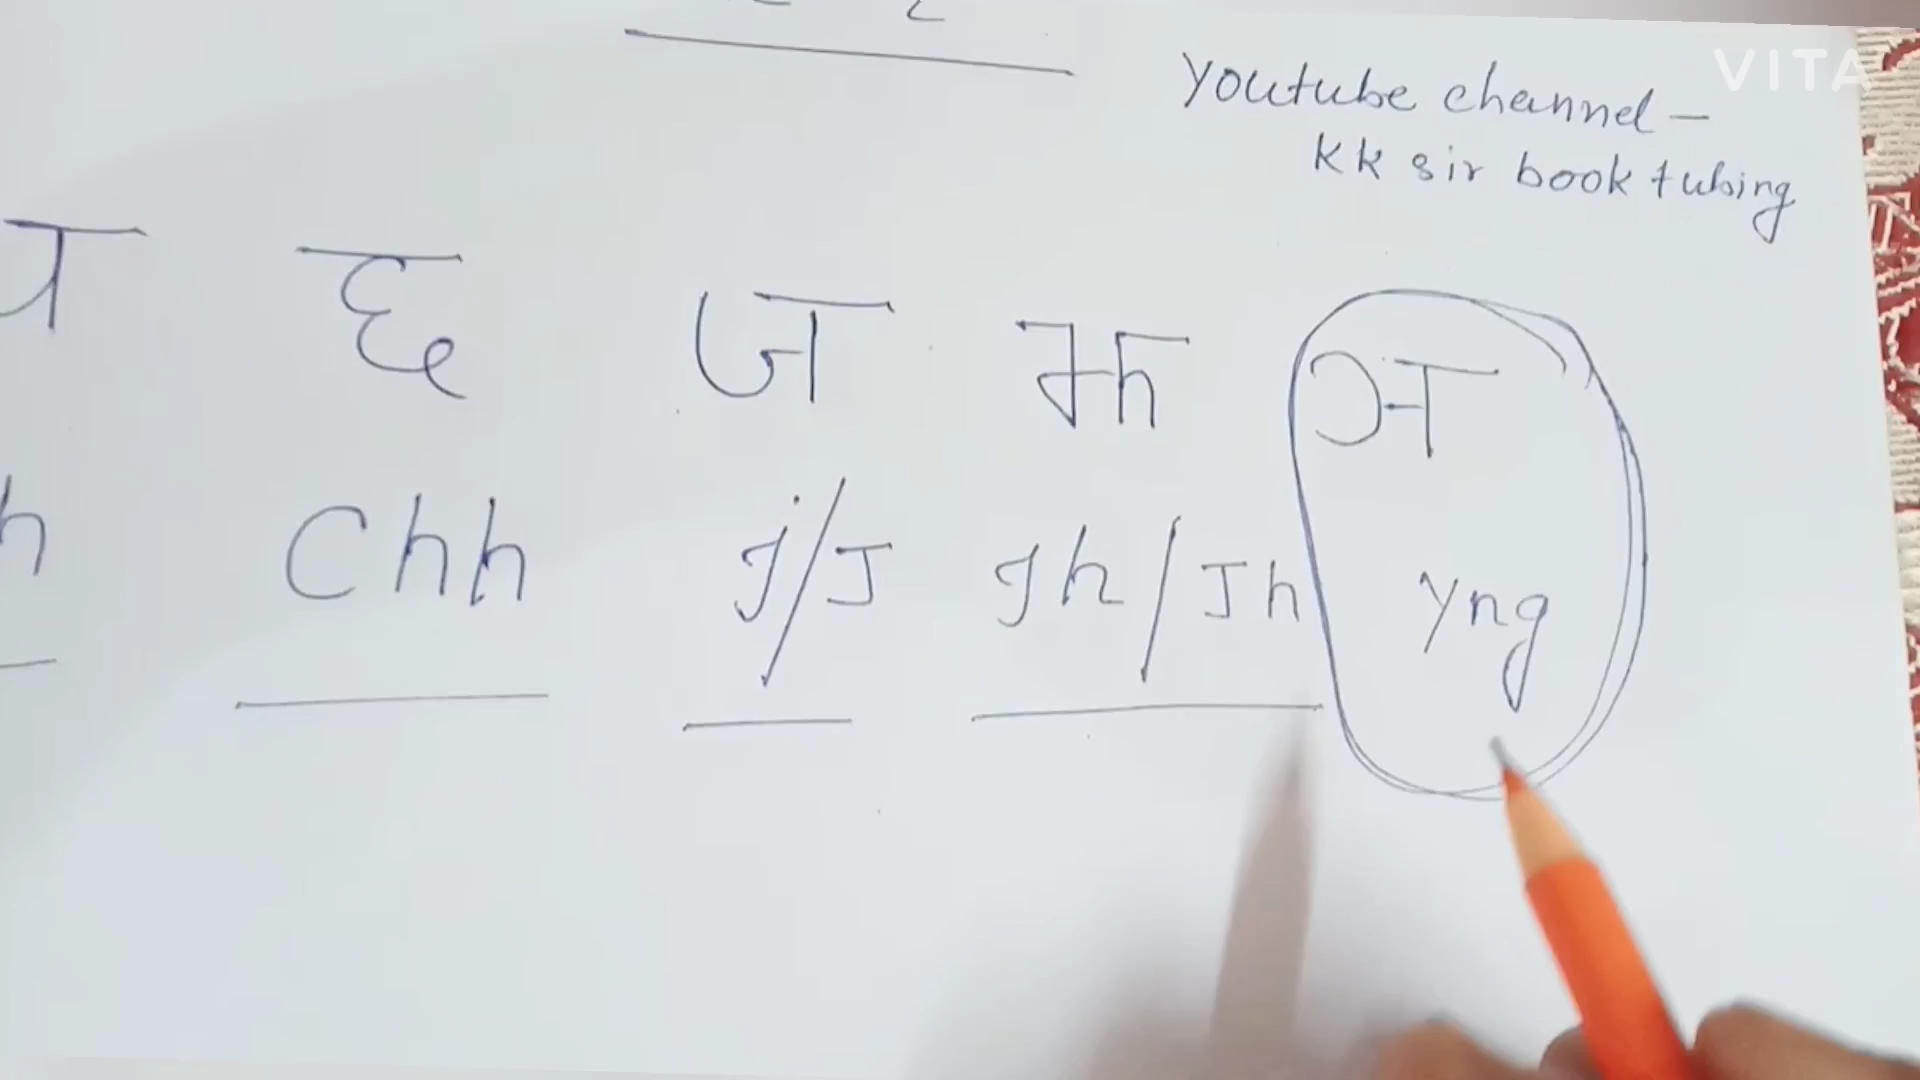 VITA
Youtube channel –
KK sir book tubing
छ ज झ ञ
Chh j/J jh/Jh yng